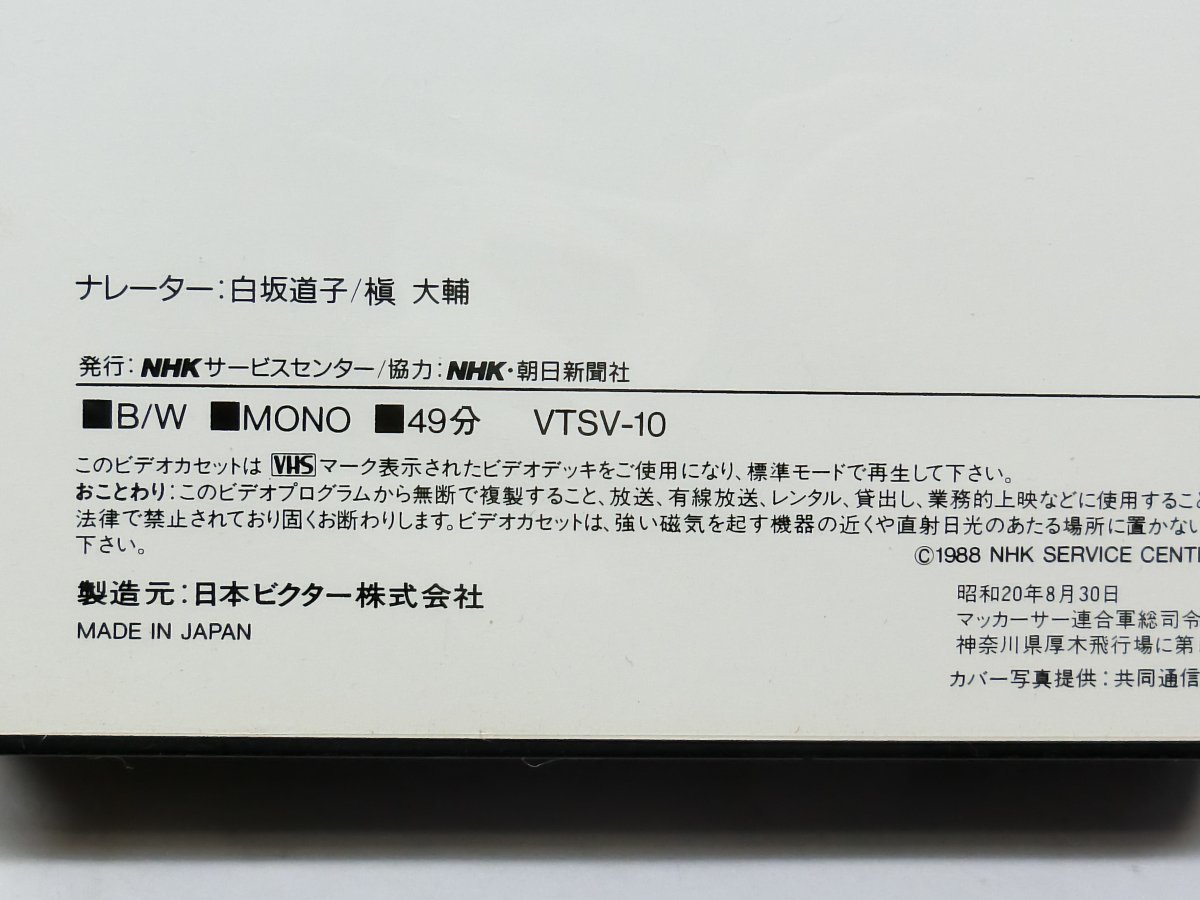 ナレーター:白坂道子/槇 大輔
発行:NHKサービスセンター/協力:NHK・朝日新聞社
■B/W ■MONO ■49分 VTSV-10
このビデオカセットは VHS マーク表示されたビデオデッキをご使用になり、標準モードで再生して下さい。
おことわり:このビデオプログラムから無断で複製すること、放送、有線放送、レンタル、貸出し、業務的上映などに使用すること
法律で禁止されており固くお断わりします。ビデオカセットは、強い磁気を起す機器の近くや直射日光のあたる場所に置かない
下さい。
©1988 NHK SERVICE CENT
製造元:日本ビクター株式会社
MADE IN JAPAN
昭和20年8月30日
マッカーサー連合軍総司令
神奈川県厚木飛行場に第
カバー写真提供:共同通信